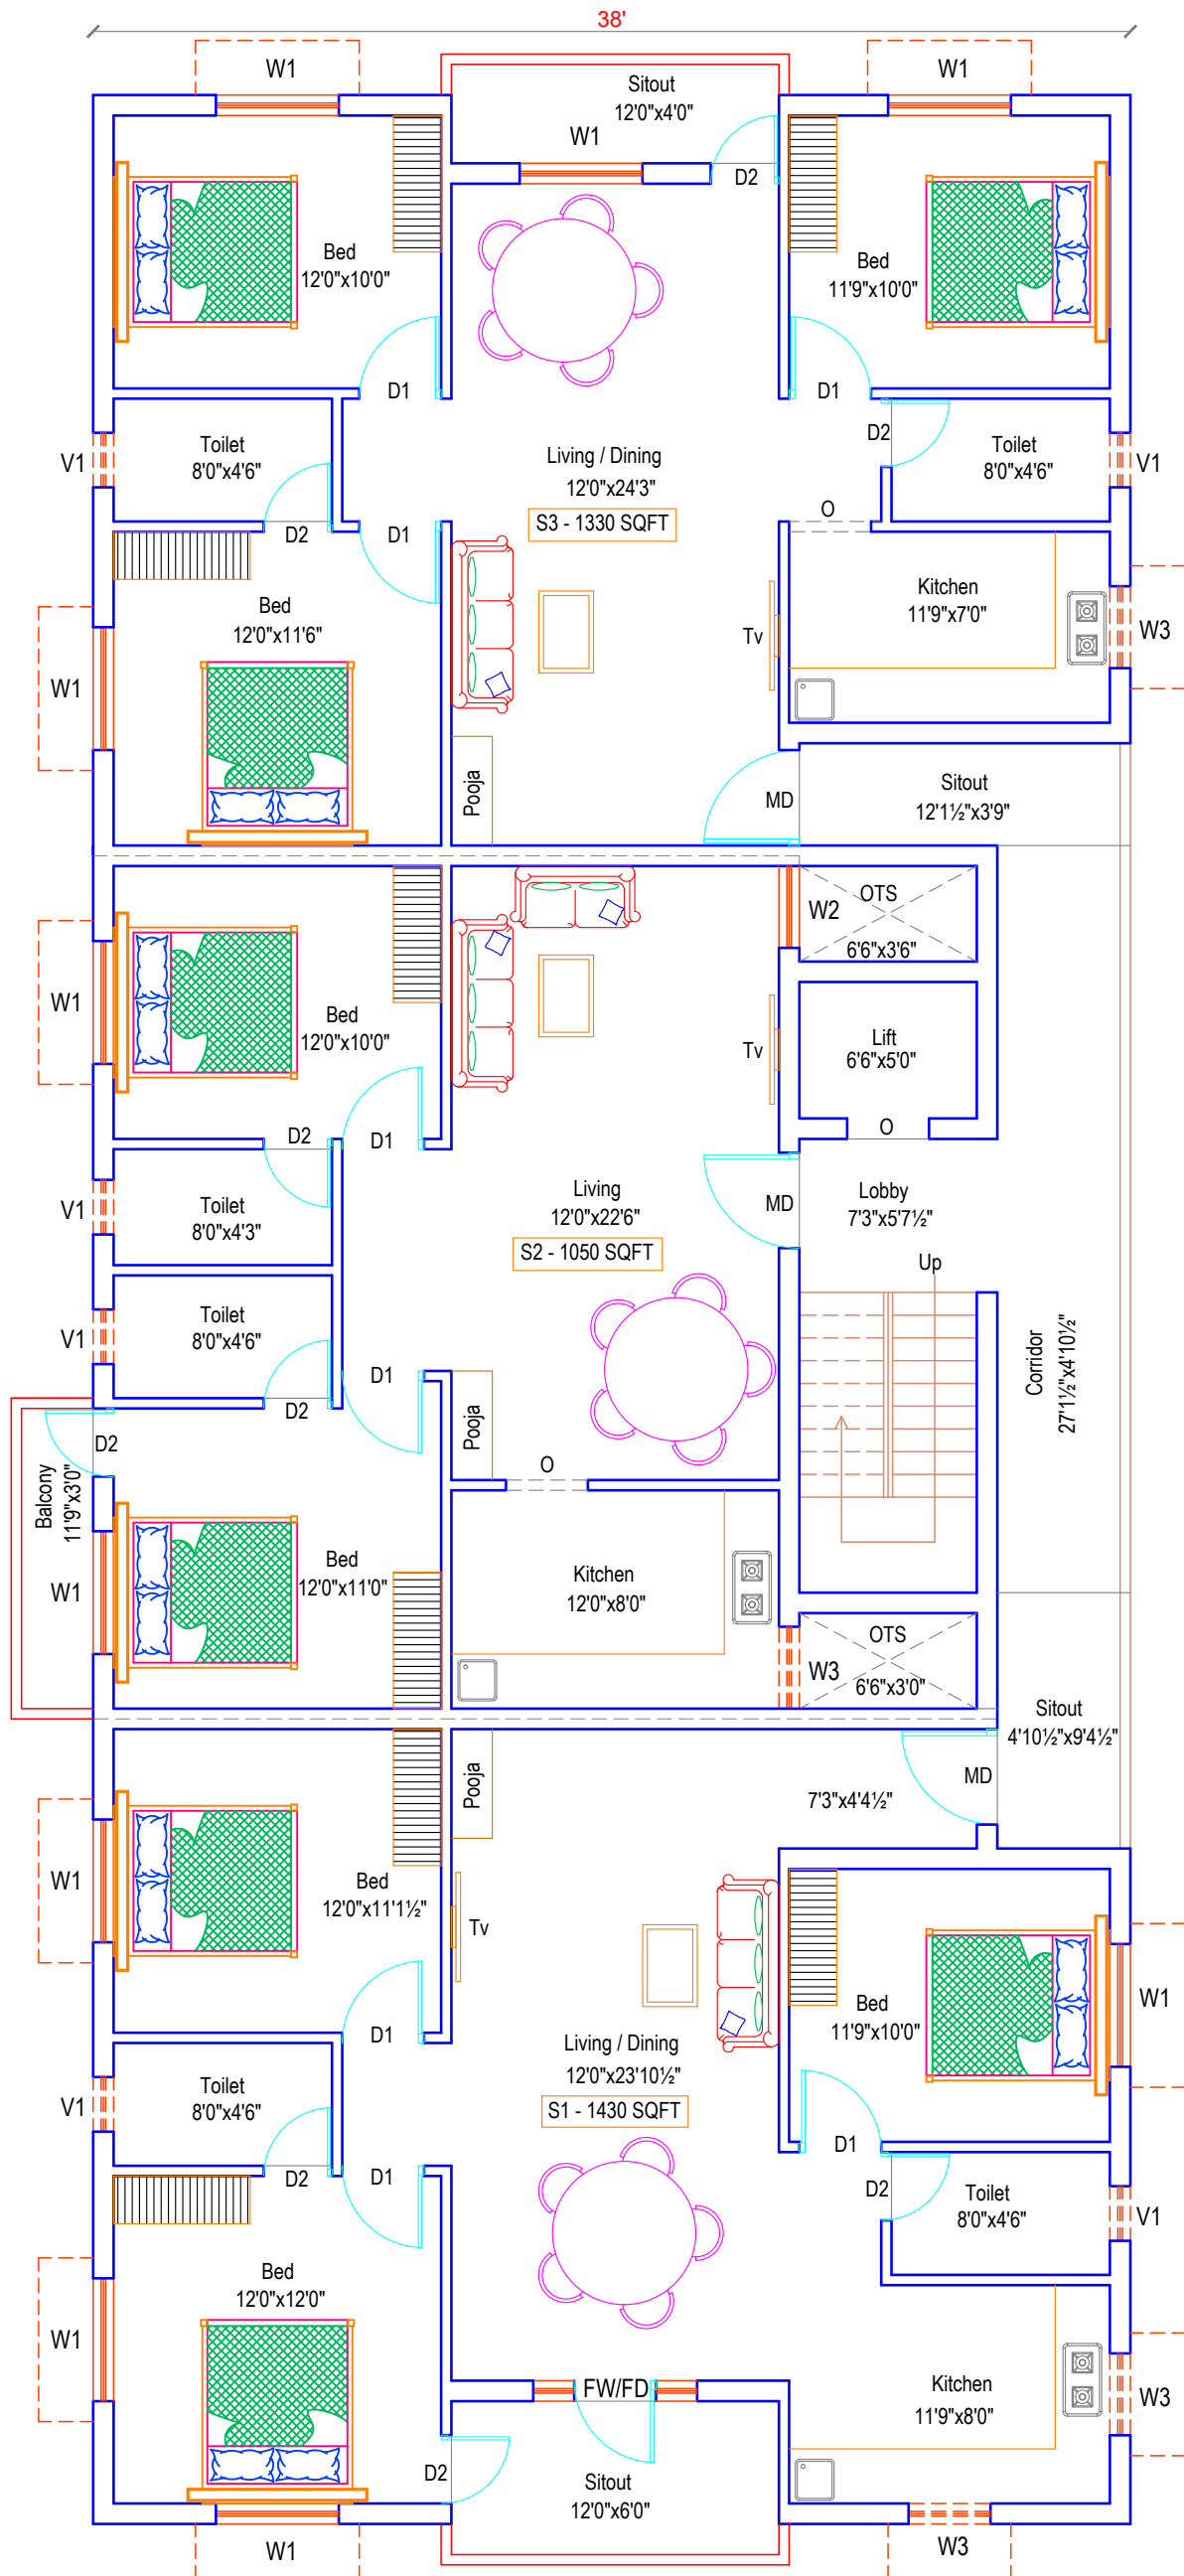 38'
W1
W1
Sitout
12'0"x4'0"
W1
D2
Bed
12'0"x10'0"
Bed
11'9"x10'0"
D1
D1
D2
Toilet
8'0"x4'6"
V1
Living / Dining
12'0"x24'3"
S3 - 1330 SQFT
Toilet
8'0"x4'6"
V1
O
D2
D1
Bed
12'0"x11'6"
Kitchen
11'9"x7'0"
Tv
W3
W1
Pooja
MD
Sitout
12'1½"x3'9"
OTS
W2
6'6"x3'6"
W1
Bed
12'0"x10'0"
Tv
Lift
6'6"x5'0"
D2
D1
O
Toilet
8'0"x4'3"
V1
Living
12'0"x22'6"
S2 - 1050 SQFT
MD
Lobby
7'3"x5'7½"
Up
Toilet
8'0"x4'6"
V1
D1
D2
Corridor
27'1½"x4'10½"
Pooja
D2
O
Balcony
11'9"x3'0"
Bed
12'0"x11'0"
W1
Kitchen
12'0"x8'0"
OTS
W3
6'6"x3'0"
Sitout
4'10½"x9'4½"
Pooja
MD
7'3"x4'4½"
W1
Bed
12'0"x11'1½"
Tv
W1
Bed
11'9"x10'0"
D1
Living / Dining
12'0"x23'10½"
S1 - 1430 SQFT
Toilet
8'0"x4'6"
V1
D1
D2
D1
D2
Toilet
8'0"x4'6"
V1
Bed
12'0"x12'0"
W1
FW/FD
Kitchen
11'9"x8'0"
W3
D2
Sitout
12'0"x6'0"
W1
W3